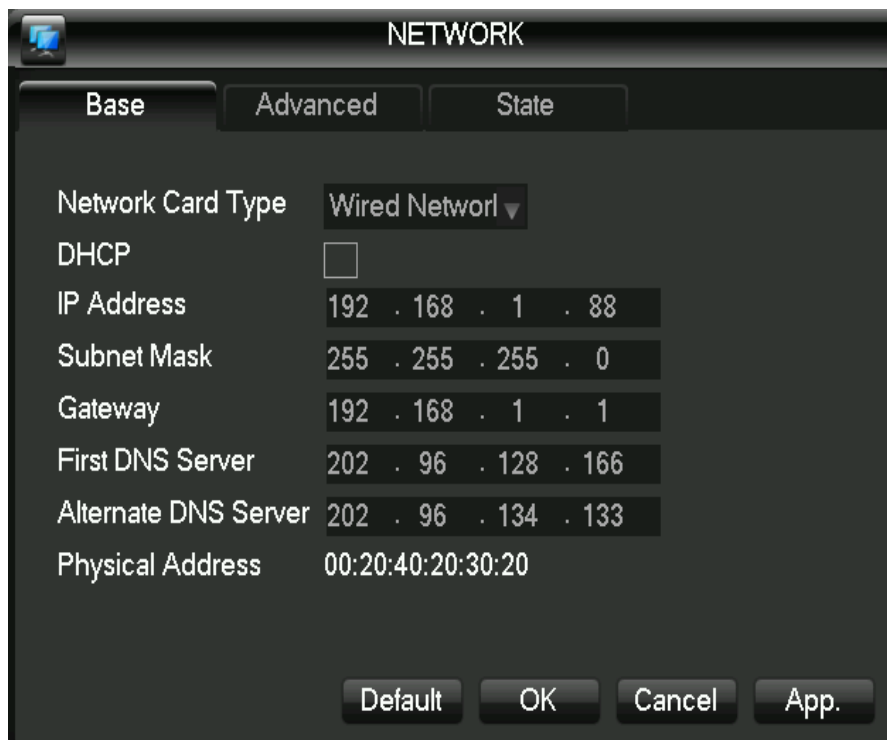 NETWORK
Base Advanced State
Network Card Type Wired Networl
DHCP
IP Address 192 . 168 . 1 . 88
Subnet Mask 255 . 255 . 255 . 0
Gateway 192 . 168 . 1 . 1
First DNS Server 202 . 96 . 128 . 166
Alternate DNS Server 202 . 96 . 134 . 133
Physical Address 00:20:40:20:30:20
Default OK Cancel App.